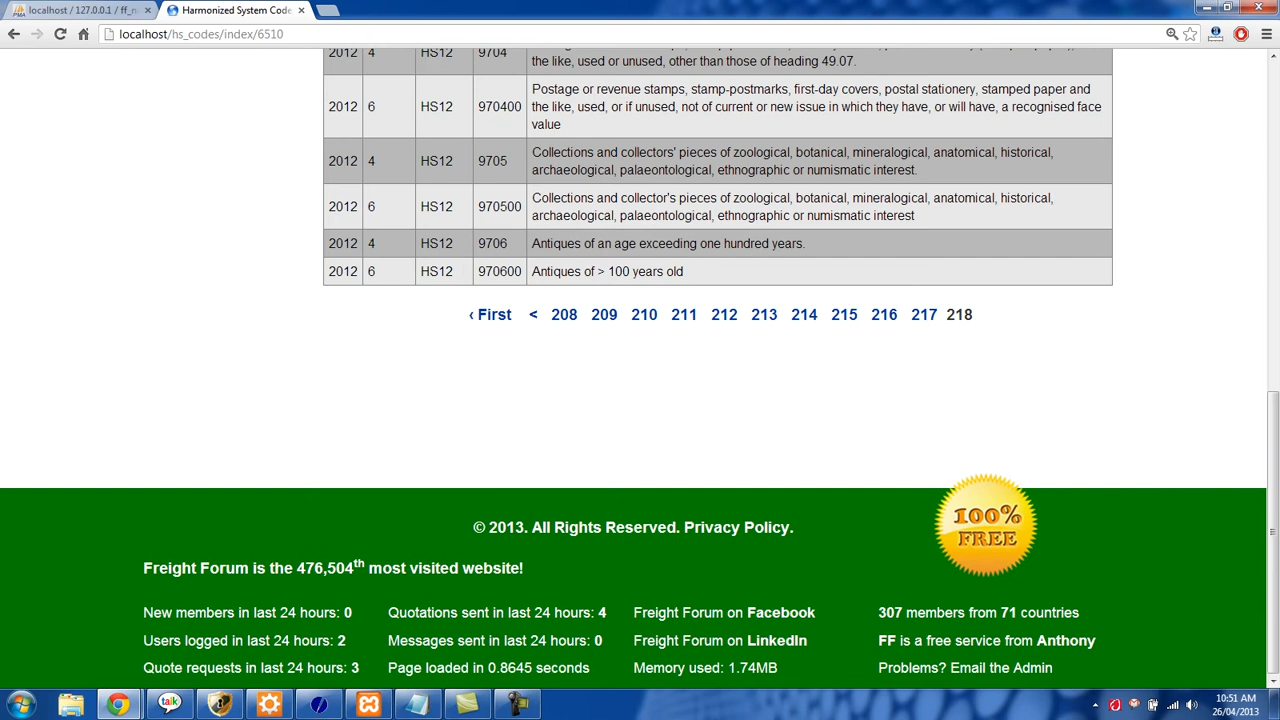 localhost / 127.0.0.1 / ff_n
Harmonized System Code
localhost/hs_codes/index/6510
2012 4 HS12 9704
the like, used or unused, other than those of heading 49.07.
2012 6 HS12 970400 Postage or revenue stamps, stamp-postmarks, first-day covers, postal stationery, stamped paper and
the like, used, or if unused, not of current or new issue in which they have, or will have, a recognised face
value
2012 4 HS12 9705 Collections and collectors' pieces of zoological, botanical, mineralogical, anatomical, historical,
archaeological, palaeontological, ethnographic or numismatic interest.
2012 6 HS12 970500 Collections and collector's pieces of zoological, botanical, mineralogical, anatomical, historical,
archaeological, palaeontological, ethnographic or numismatic interest
2012 4 HS12 9706 Antiques of an age exceeding one hundred years.
2012 6 HS12 970600 Antiques of > 100 years old
‹ First < 208 209 210 211 212 213 214 215 216 217 218
100%
FREE
© 2013. All Rights Reserved. Privacy Policy.
Freight Forum is the 476,504th most visited website!
New members in last 24 hours: 0 Quotations sent in last 24 hours: 4 Freight Forum on Facebook 307 members from 71 countries
Users logged in last 24 hours: 2 Messages sent in last 24 hours: 0 Freight Forum on LinkedIn FF is a free service from Anthony
Quote requests in last 24 hours: 3 Page loaded in 0.8645 seconds Memory used: 1.74MB Problems? Email the Admin
talk
10:51 AM
26/04/2013